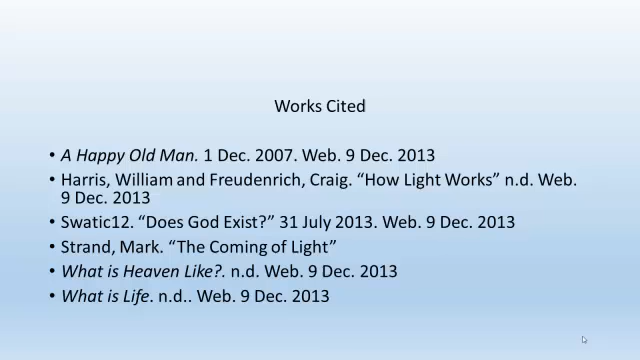 Works Cited
• A Happy Old Man. 1 Dec. 2007. Web. 9 Dec. 2013
• Harris, William and Freudenrich, Craig. “How Light Works” n.d. Web.
9 Dec. 2013
• Swatic12. “Does God Exist?” 31 July 2013. Web. 9 Dec. 2013
• Strand, Mark. “The Coming of Light”
• What is Heaven Like?. n.d. Web. 9 Dec. 2013
• What is Life. n.d.. Web. 9 Dec. 2013